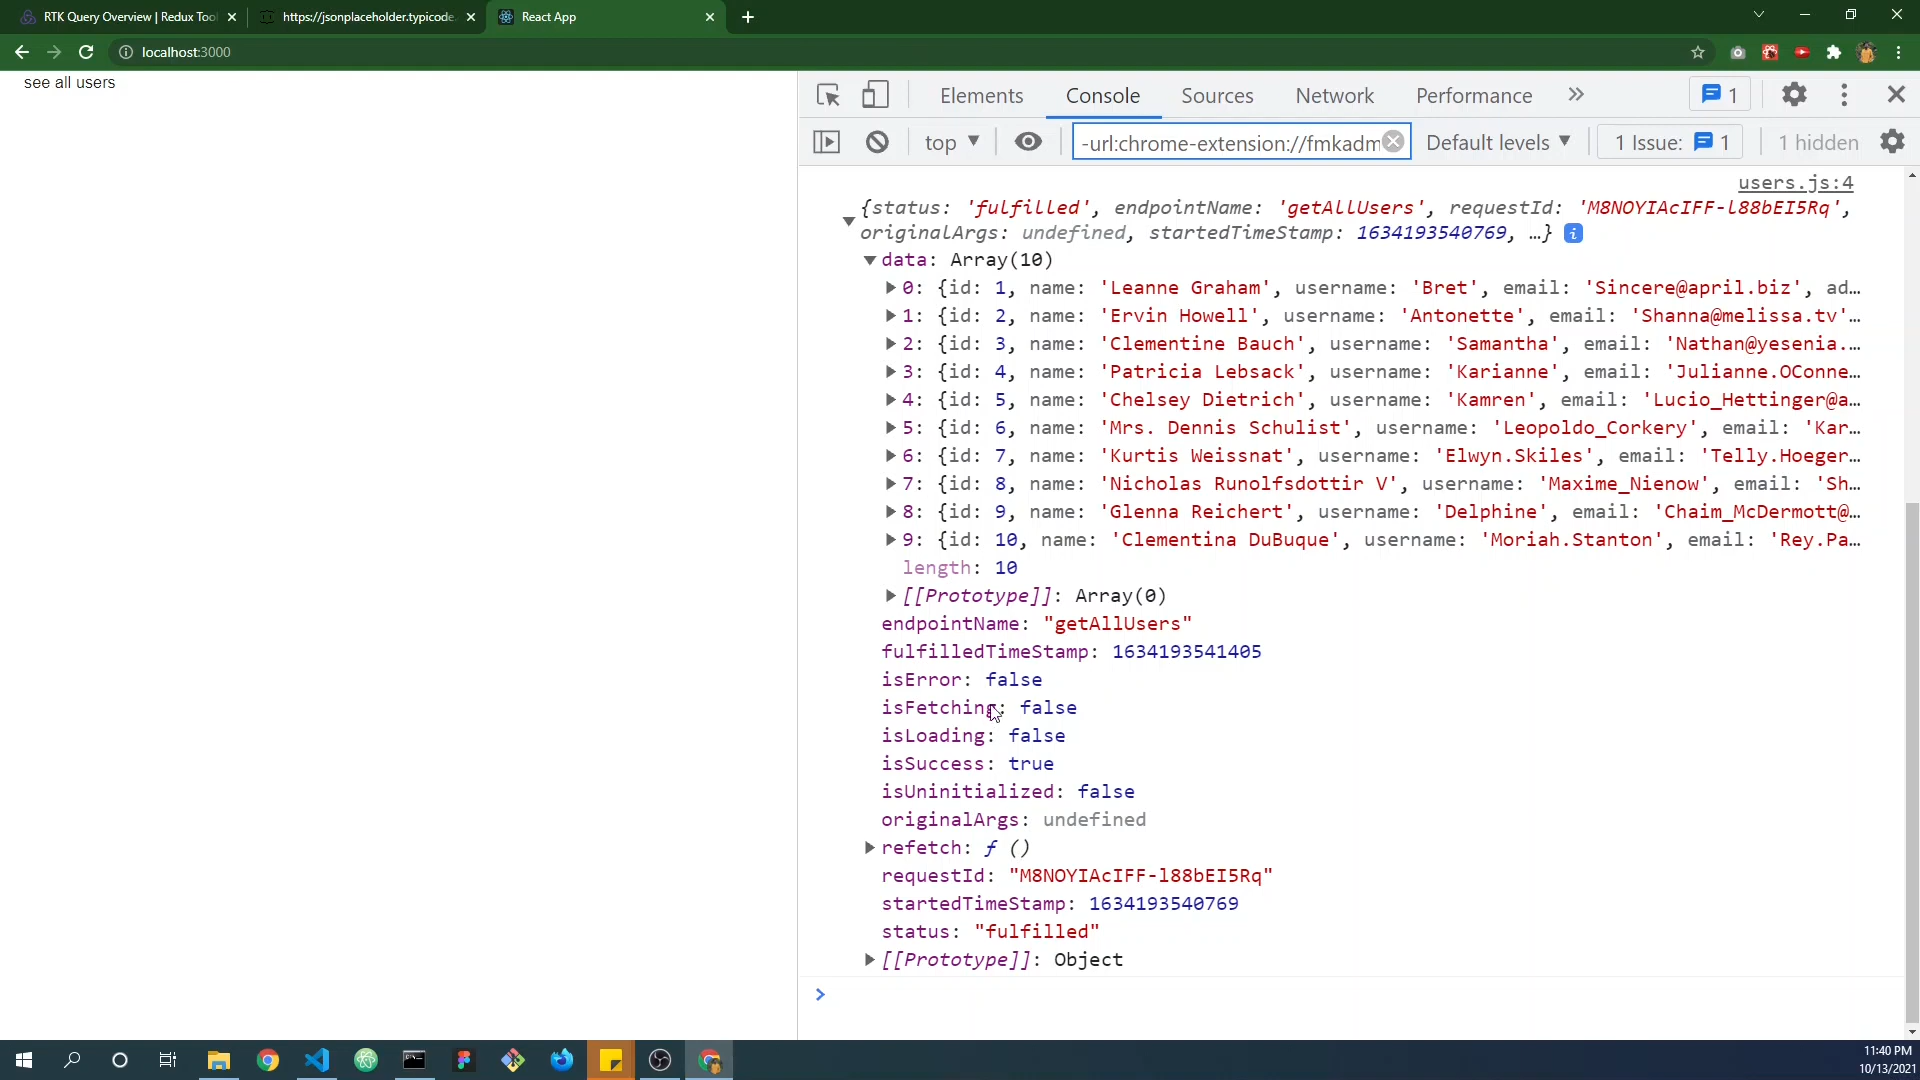 RTK Query Overview | Redux Tool
https://jsonplaceholder.typicode.
React App
localhost:3000
see all users
Elements
Console
Sources
Network
Performance
1
top
-url:chrome-extension://fmkadm
Default levels
1 Issue:
1
1 hidden
users.js:4
{status: 'fulfilled', endpointName: 'getAllUsers', requestId: 'M8NOYIAcIFF-l88bEI5Rq',
originalArgs: undefined, startedTimeStamp: 1634193540769, …}
data: Array(10)
0: {id: 1, name: 'Leanne Graham', username: 'Bret', email: 'Sincere@april.biz', ad…
1: {id: 2, name: 'Ervin Howell', username: 'Antonette', email: 'Shanna@melissa.tv'…
2: {id: 3, name: 'Clementine Bauch', username: 'Samantha', email: 'Nathan@yesenia.…
3: {id: 4, name: 'Patricia Lebsack', username: 'Karianne', email: 'Julianne.OConne…
4: {id: 5, name: 'Chelsey Dietrich', username: 'Kamren', email: 'Lucio_Hettinger@a…
5: {id: 6, name: 'Mrs. Dennis Schulist', username: 'Leopoldo_Corkery', email: 'Kar…
6: {id: 7, name: 'Kurtis Weissnat', username: 'Elwyn.Skiles', email: 'Telly.Hoeger…
7: {id: 8, name: 'Nicholas Runolfsdottir V', username: 'Maxime_Nienow', email: 'Sh…
8: {id: 9, name: 'Glenna Reichert', username: 'Delphine', email: 'Chaim_McDermott@…
9: {id: 10, name: 'Clementina DuBuque', username: 'Moriah.Stanton', email: 'Rey.Pa…
length: 10
[[Prototype]]: Array(0)
endpointName: "getAllUsers"
fulfilledTimeStamp: 1634193541405
isError: false
isFetching: false
isLoading: false
isSuccess: true
isUninitialized: false
originalArgs: undefined
refetch: ƒ ()
requestId: "M8NOYIAcIFF-l88bEI5Rq"
startedTimeStamp: 1634193540769
status: "fulfilled"
[[Prototype]]: Object
11:40 PM
10/13/2021